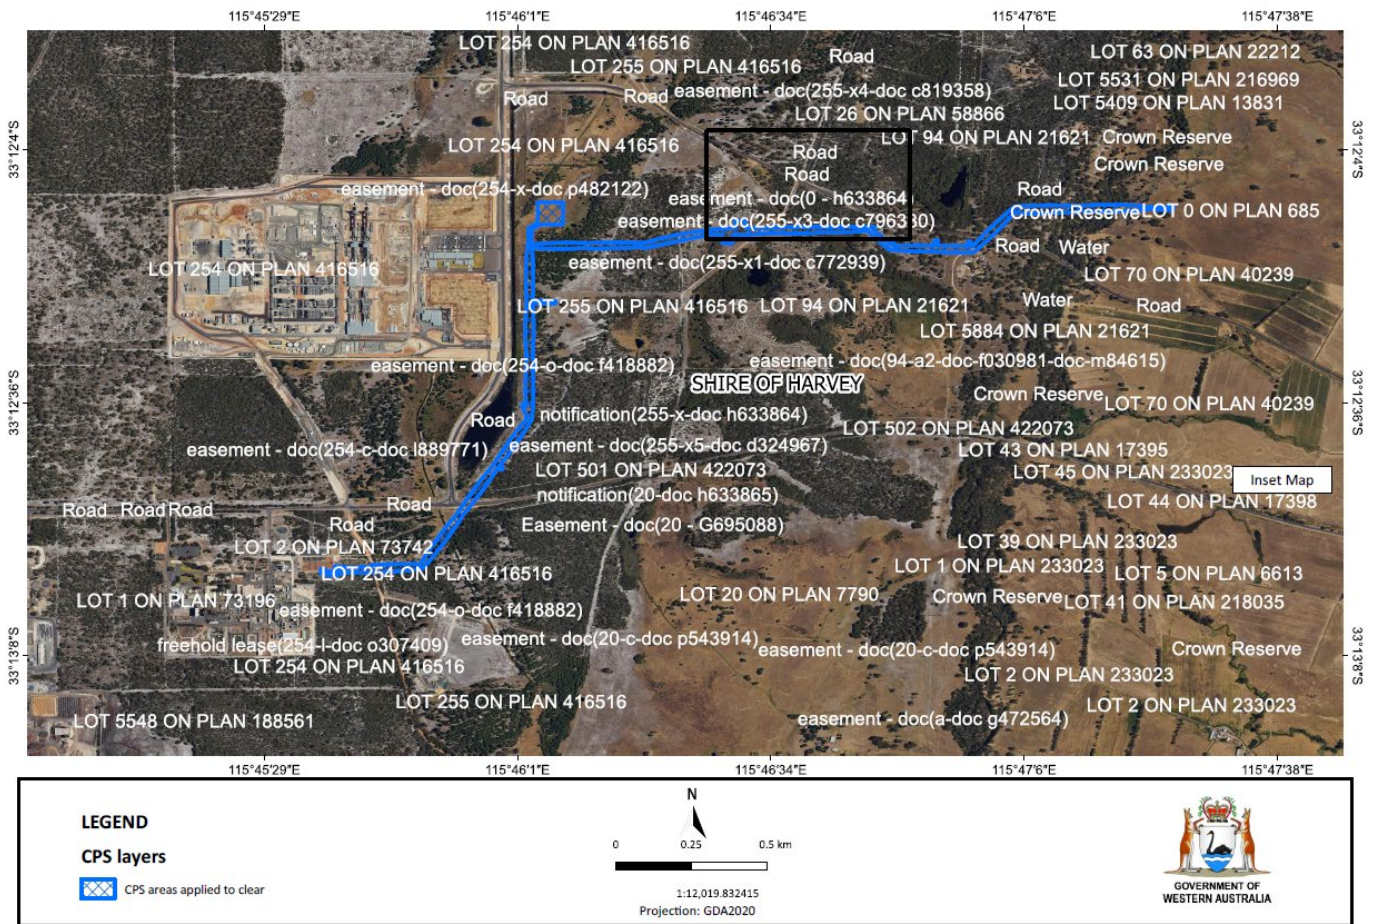 115°45'29"E 115°46'1"E 115°46'34"E 115°47'6"E 115°47'38"E
LOT 254 ON PLAN 416516
LOT 63 ON PLAN 22212
Road
LOT 255 ON PLAN 416516
LOT 5531 ON PLAN 216969
easement - doc(255-x4-doc c819358)
Road
Road
LOT 5409 ON PLAN 13831
LOT 26 ON PLAN 58866
33°12'4"S
33°12'4"S
LOT 94 ON PLAN 21621
Crown Reserve
LOT 254 ON PLAN 416516
Road
Crown Reserve
Road
easement - doc(254-x-doc p482122)
Road
easement - doc(0 - h633864)
Crown Reserve
LOT 0 ON PLAN 685
easement - doc(255-x3-doc c796380)
Road
Water
easement - doc(255-x1-doc c772939)
LOT 254 ON PLAN 416516
LOT 70 ON PLAN 40239
LOT 255 ON PLAN 416516
LOT 94 ON PLAN 21621
Water
Road
LOT 5884 ON PLAN 21621
easement - doc(254-o-doc f418882)
easement - doc(94-a2-doc-f030981-doc-m84615)
SHIRE OF HARVEY
33°12'36"S
33°12'36"S
Crown Reserve
LOT 70 ON PLAN 40239
Road
notification(255-x-doc h633864)
LOT 502 ON PLAN 422073
easement - doc(254-c-doc l889771)
easement - doc(255-x5-doc d324967)
LOT 43 ON PLAN 17395
LOT 501 ON PLAN 422073
LOT 45 ON PLAN 233023
Inset Map
notification(20-doc h633865)
LOT 44 ON PLAN 17398
Road
Road
Road
Road
Road
Easement - doc(20 - G695088)
LOT 2 ON PLAN 73742
LOT 39 ON PLAN 233023
LOT 254 ON PLAN 416516
LOT 1 ON PLAN 233023
LOT 5 ON PLAN 6613
LOT 1 ON PLAN 73196
easement - doc(254-o-doc f418882)
LOT 20 ON PLAN 7790
Crown Reserve
LOT 41 ON PLAN 218035
33°13'8"S
33°13'8"S
freehold lease(254-l-doc o307409)
easement - doc(20-c-doc p543914)
easement - doc(20-c-doc p543914)
Crown Reserve
LOT 254 ON PLAN 416516
LOT 2 ON PLAN 233023
LOT 255 ON PLAN 416516
LOT 2 ON PLAN 233023
LOT 5548 ON PLAN 188561
easement - doc(a-doc g472564)
115°45'29"E 115°46'1"E 115°46'34"E 115°47'6"E 115°47'38"E
LEGEND
CPS layers
CPS areas applied to clear
N
0 0.25 0.5 km
1:12,019.832415
Projection: GDA2020
GOVERNMENT OF
WESTERN AUSTRALIA